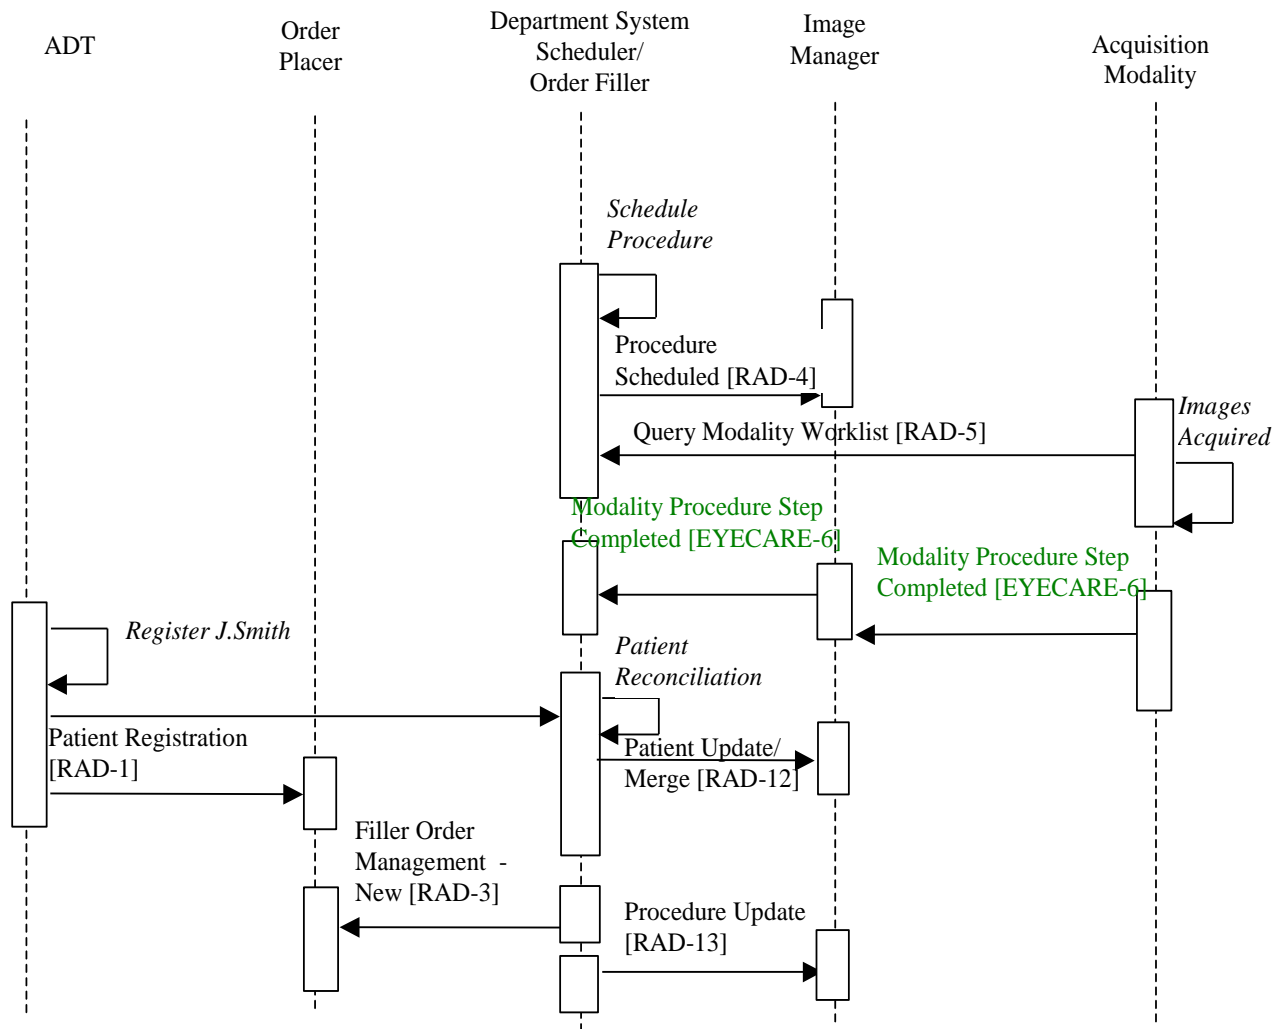 ADT
Order
Placer
Department System
Scheduler/
Order Filler
Image
Manager
Acquisition
Modality
Schedule
Procedure
Procedure
Scheduled [RAD-4]
Images
Acquired
Query Modality Worklist [RAD-5]
Modality Procedure Step
Completed [EYECARE-6]
Modality Procedure Step
Completed [EYECARE-6]
Register J.Smith
Patient
Reconciliation
Patient Registration
[RAD-1]
Patient Update/
Merge [RAD-12]
Filler Order
Management -
New [RAD-3]
Procedure Update
[RAD-13]